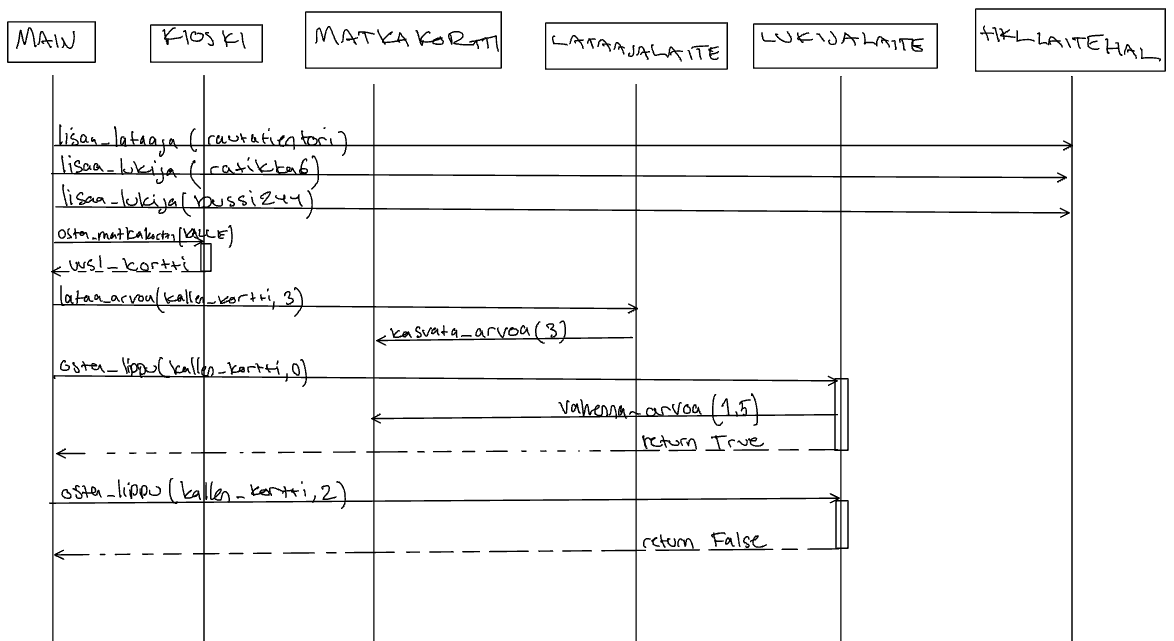 MAIN
KIOSKI
MATKAKORTTI
LATAAJALAITE
LUKIJALAITE
HKLLAITEHAL
lisaa_lataaja (rautatientori)
lisaa_lukija (ratikka6)
lisaa_lukija (bussi244)
osta_matkakortti(KALLE)
uusi_kortti
lataa_arvoa(kallen_kortti, 3)
kasvata_arvoa(3)
osta_lippu(kallen_kortti, 0)
vahenna_arvoa (1,5)
return True
osta_lippu(kallen_kortti, 2)
return False